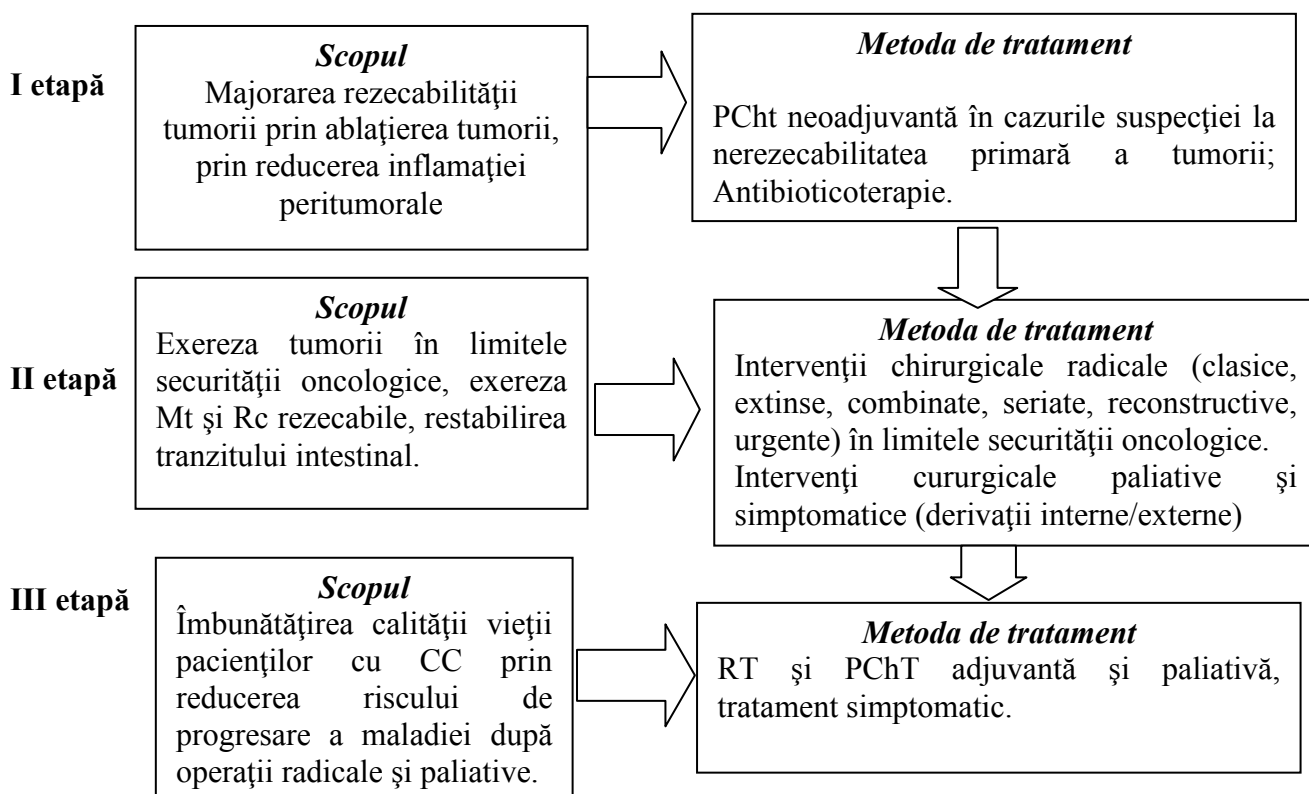 I etapă
Scopul
Majorarea rezecabilităţii
tumorii prin ablaţierea tumorii,
prin reducerea inflamaţiei
peritumorale
Metoda de tratament
PCht neoadjuvantă în cazurile suspecţiei la
nerezecabilitatea primară a tumorii;
Antibioticoterapie.
II etapă
Scopul
Exereza tumorii în limitele
securităţii oncologice, exereza
Mt şi Rc rezecabile, restabilirea
tranzitului intestinal.
Metoda de tratament
Intervenţii chirurgicale radicale (clasice,
extinse, combinate, seriate, reconstructive,
urgente) în limitele securităţii oncologice.
Intervenţi cururgicale paliative şi
simptomatice (derivaţii interne/externe)
III etapă
Scopul
Îmbunătăţirea calităţii vieţii
pacienţilor cu CC prin
reducerea riscului de
progresare a maladiei după
operaţii radicale şi paliative.
Metoda de tratament
RT şi PChT adjuvantă şi paliativă,
tratament simptomatic.